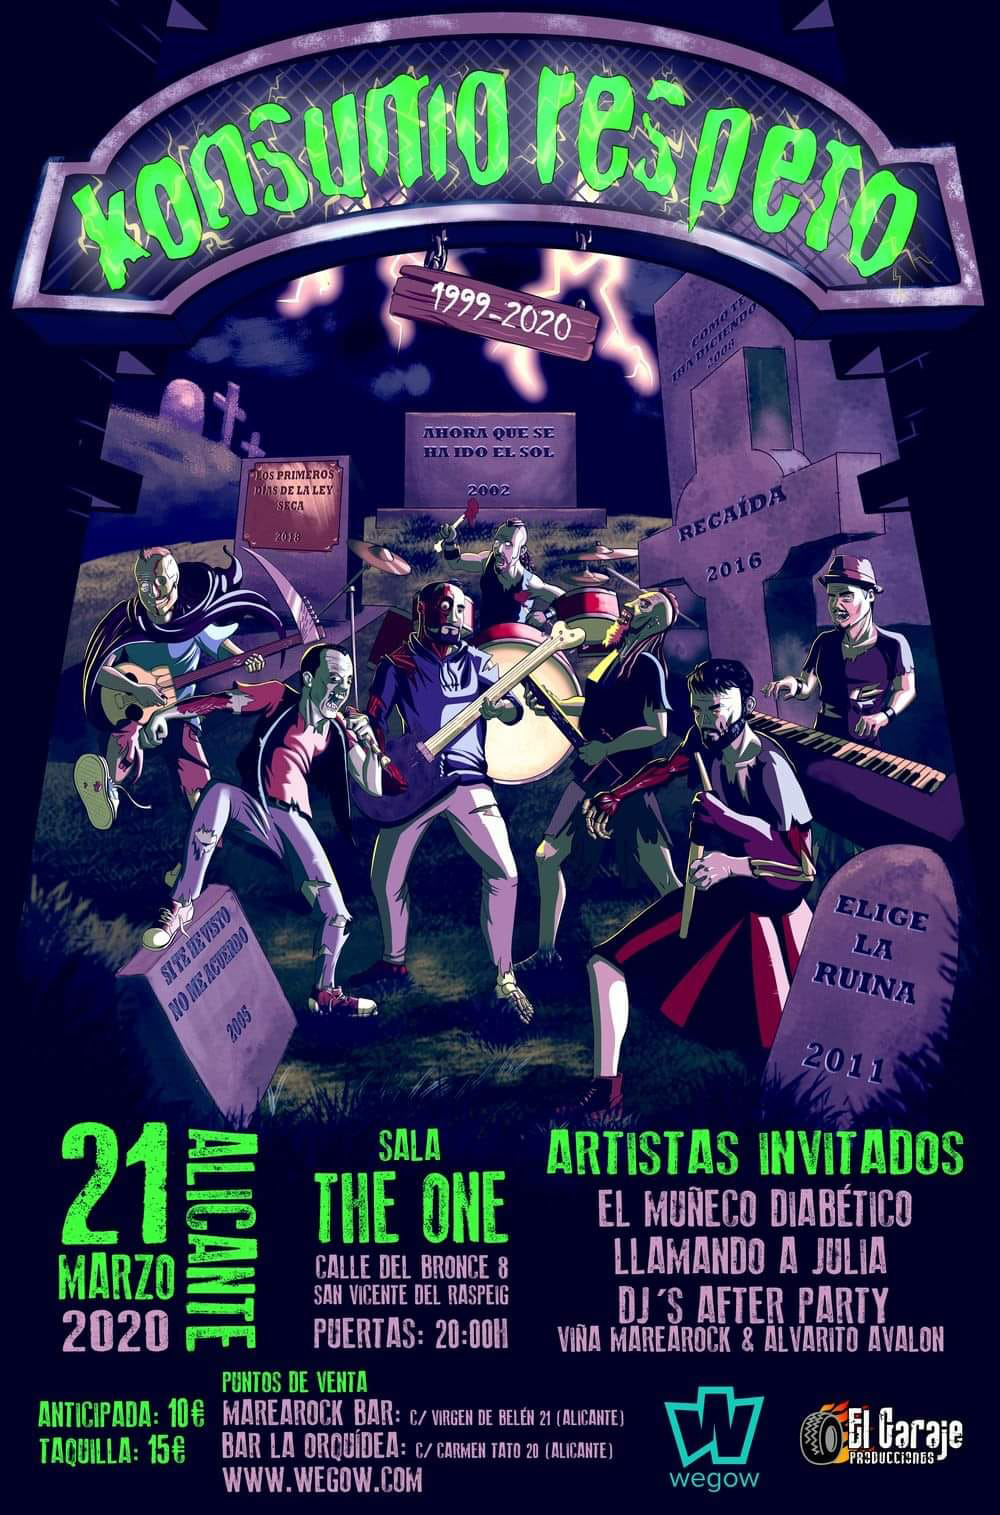 Konsumo respeto
1999-2020
COMO TE
IBA DICIENDO
2008
AHORA QUE SE
HA IDO EL SOL
2002
LOS PRIMEROS
DÍAS DE LA LEY
SECA
2018
RECAÍDA
2016
SI TE HE VISTO
NO ME ACUERDO
2005
ELIGE
LA
RUINA
2011
21
MARZO
2020
ALICANTE
SALA
THE ONE
CALLE DEL BRONCE 8
SAN VICENTE DEL RASPEIG
PUERTAS: 20:00H
ARTISTAS INVITADOS
EL MUÑECO DIABÉTICO
LLAMANDO A JULIA
DJ´S AFTER PARTY
VIÑA MAREAROCK & ALVARITO AVALON
ANTICIPADA: 10€
TAQUILLA: 15€
PUNTOS DE VENTA
MAREAROCK BAR: C/ VIRGEN DE BELÉN 21 (ALICANTE)
BAR LA ORQUÍDEA: C/ CARMEN TATO 20 (ALICANTE)
WWW.WEGOW.COM
wegow
El Garaje
PRODUCCIONES